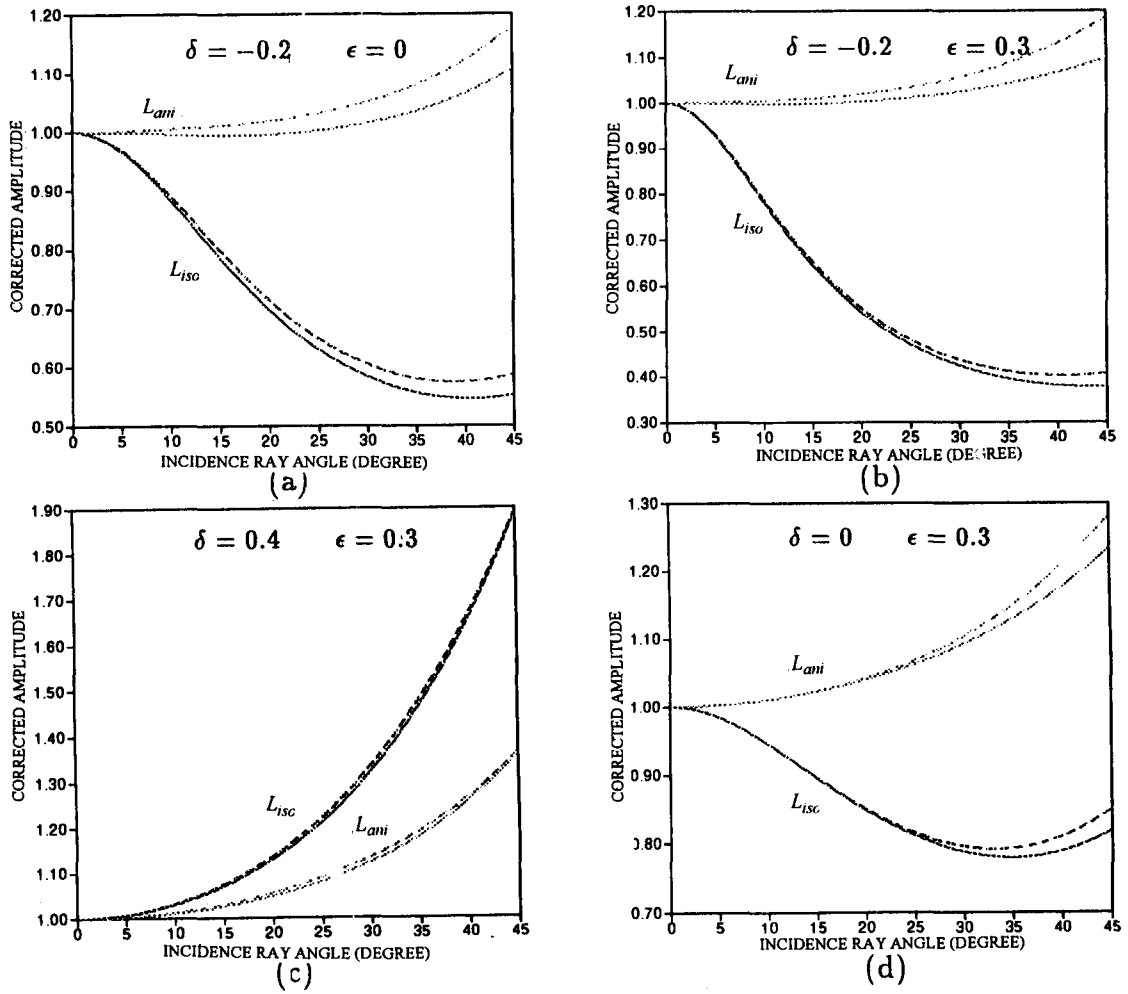 δ = −0.2 ϵ = 0
1.20
1.10
1.00
0.90
0.80
0.70
0.60
0.50
CORRECTED AMPLITUDE
L_ani
L_iso
0 5 10 15 20 25 30 35 40 45
INCIDENCE RAY ANGLE (DEGREE)
(a)
δ = −0.2 ϵ = 0.3
1.20
1.10
1.00
0.90
0.80
0.70
0.60
0.50
0.40
0.30
CORRECTED AMPLITUDE
L_ani
L_iso
0 5 10 15 20 25 30 35 40 45
INCIDENCE RAY ANGLE (DEGREE)
(b)
δ = 0.4 ϵ = 0.3
1.90
1.80
1.70
1.60
1.50
1.40
1.30
1.20
1.10
1.00
CORRECTED AMPLITUDE
L_iso
L_ani
0 5 10 15 20 25 30 35 40 45
INCIDENCE RAY ANGLE (DEGREE)
(c)
δ = 0 ϵ = 0.3
1.30
1.20
1.10
1.00
0.90
0.80
0.70
CORRECTED AMPLITUDE
L_ani
L_iso
0 5 10 15 20 25 30 35 40 45
INCIDENCE RAY ANGLE (DEGREE)
(d)